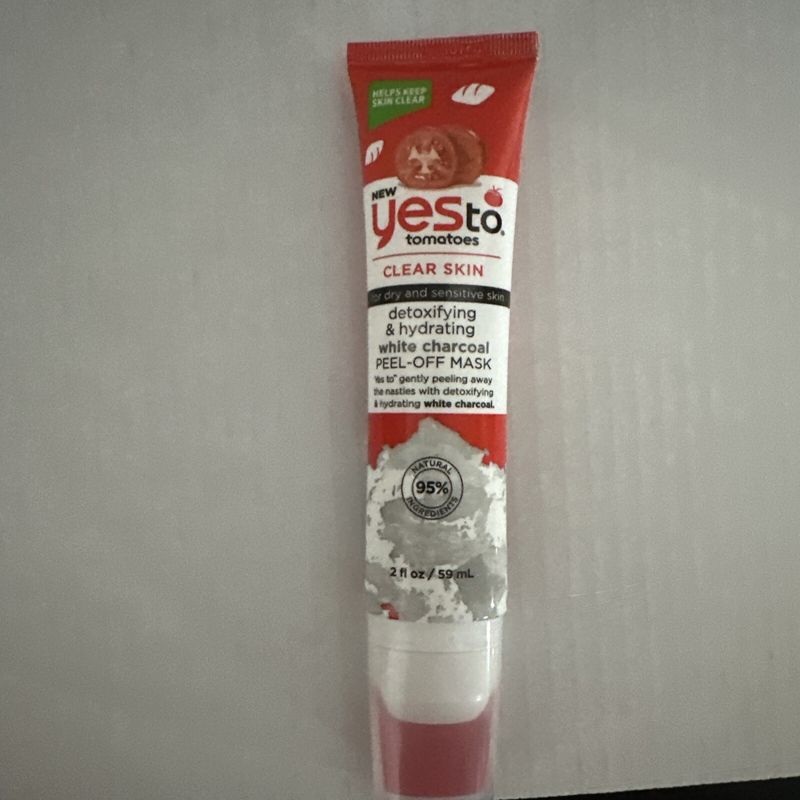 HELPS KEEP
SKIN CLEAR
NEW
yes to.
tomatoes
CLEAR SKIN
for dry and sensitive skin
detoxifying
& hydrating
white charcoal
PEEL-OFF MASK
Yes to™ gently peeling away
the nasties with detoxifying
& hydrating white charcoal.
NATURAL
95%
INGREDIENTS
2 fl oz / 59 mL